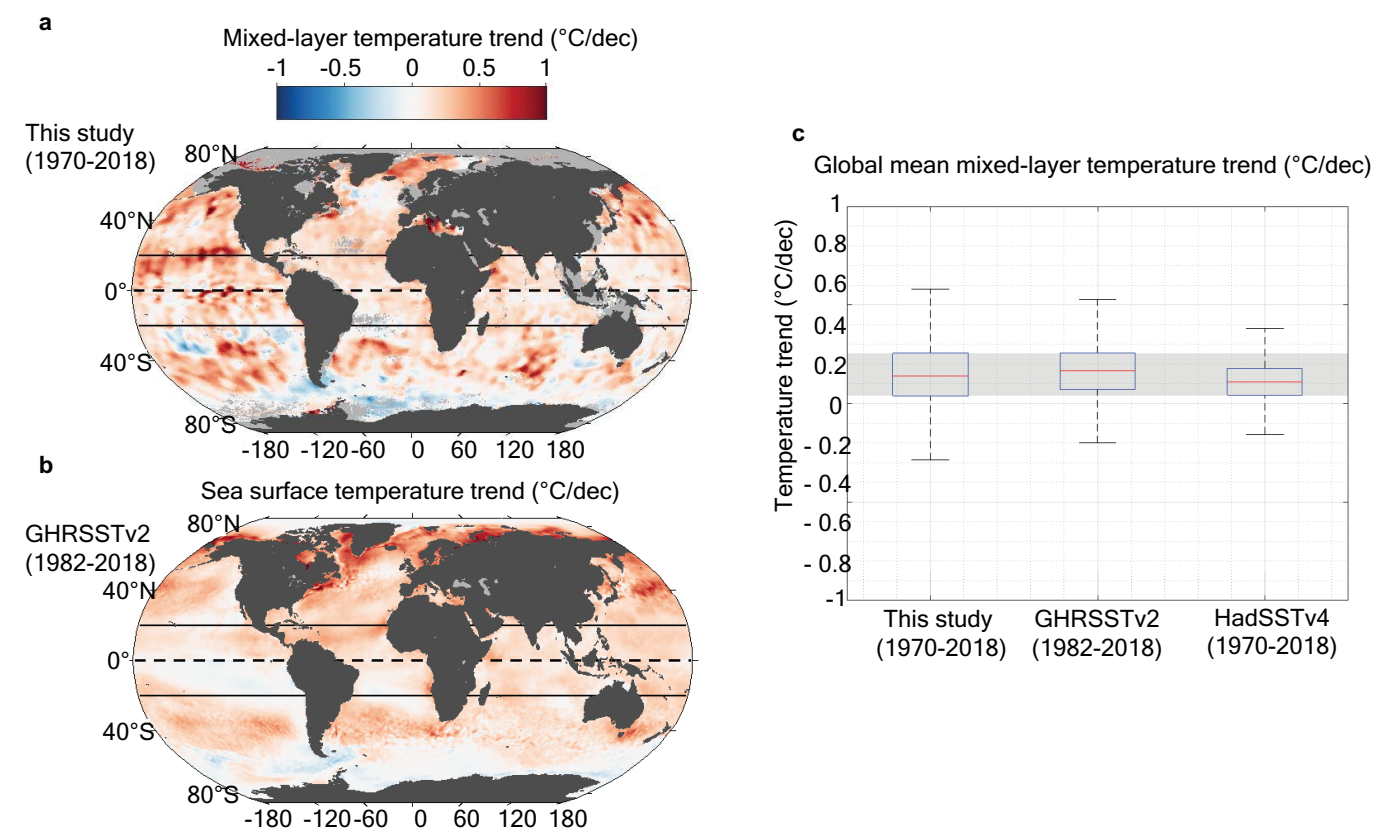 a
Mixed-layer temperature trend (°C/dec)
-1 -0.5 0 0.5 1
This study
(1970-2018)
80°N
40°N
0°
40°S
80°S
-180 -120 -60 0 60 120 180
b
Sea surface temperature trend (°C/dec)
GHRSSTv2
(1982-2018)
80°N
40°N
0°
40°S
80°S
-180 -120 -60 0 60 120 180
c
Global mean mixed-layer temperature trend (°C/dec)
Temperature trend (°C/dec)
1
0.8
0.6
0.4
0.2
0
- 0.2
- 0.4
- 0.6
- 0.8
-1
This study
(1970-2018)
GHRSSTv2
(1982-2018)
HadSSTv4
(1970-2018)